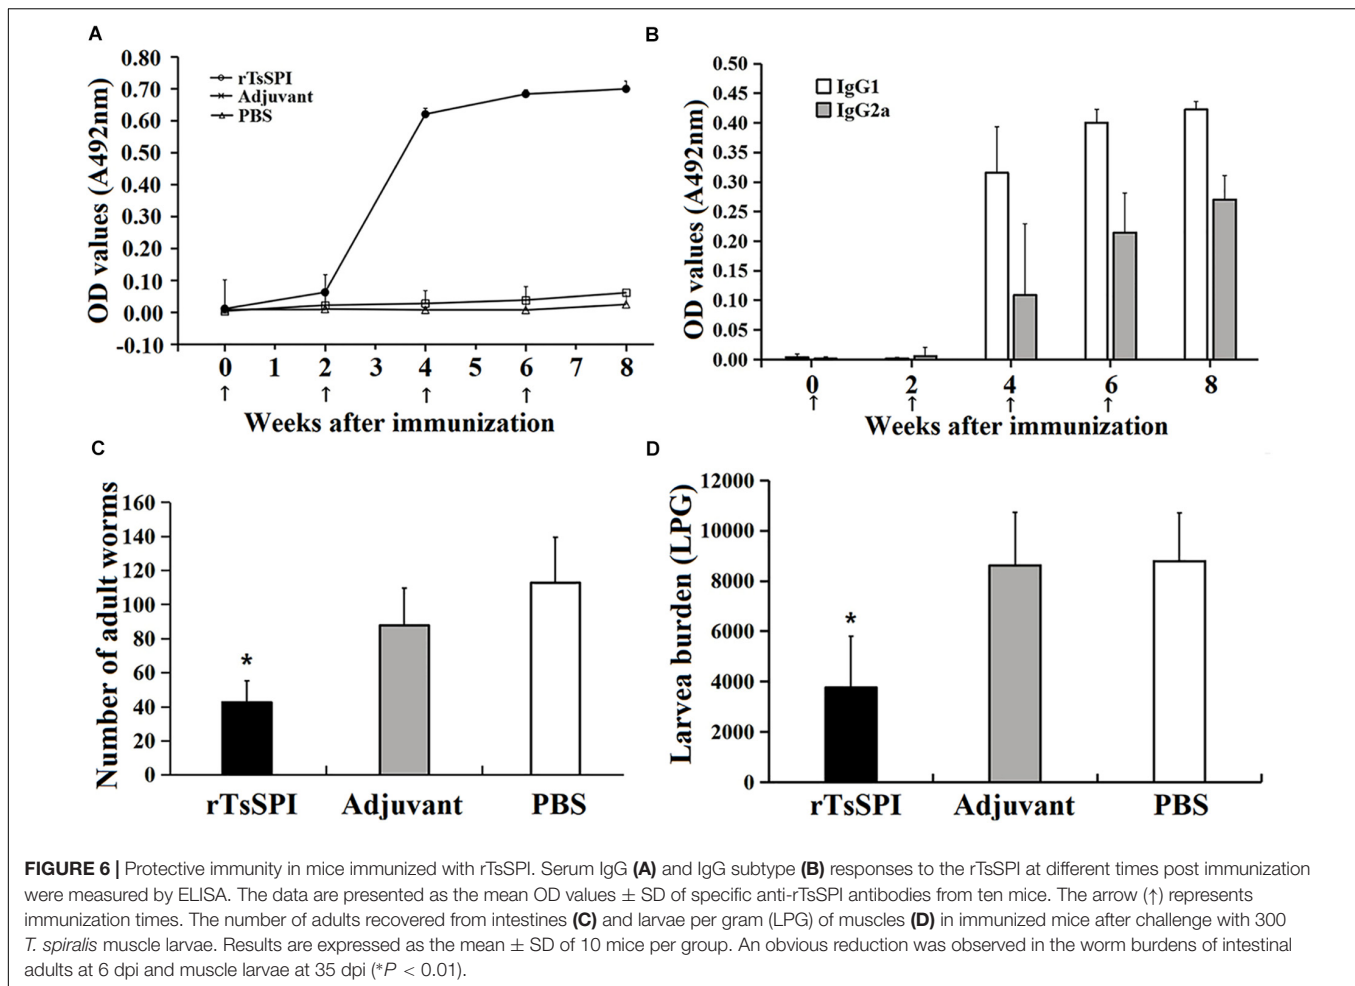 A
0.80
0.70
0.60
0.50
0.40
0.30
0.20
0.10
0.00
-0.10
OD values (A492nm)
rTsSPI
Adjuvant
PBS
0 1 2 3 4 5 6 7 8
↑ ↑ ↑ ↑
Weeks after immunization
B
0.50
0.45
0.40
0.35
0.30
0.25
0.20
0.15
0.10
0.05
0.00
OD values (A492nm)
IgG1
IgG2a
0 2 4 6 8
↑ ↑ ↑ ↑
Weeks after immunization
C
160
140
120
100
80
60
40
20
0
Number of adult worms
*
rTsSPI Adjuvant PBS
D
12000
10000
8000
6000
4000
2000
0
Larvea burden (LPG)
*
rTsSPI Adjuvant PBS
FIGURE 6 | Protective immunity in mice immunized with rTsSPI. Serum IgG (A) and IgG subtype (B) responses to the rTsSPI at different times post immunization
were measured by ELISA. The data are presented as the mean OD values ± SD of specific anti-rTsSPI antibodies from ten mice. The arrow (↑) represents
immunization times. The number of adults recovered from intestines (C) and larvae per gram (LPG) of muscles (D) in immunized mice after challenge with 300
T. spiralis muscle larvae. Results are expressed as the mean ± SD of 10 mice per group. An obvious reduction was observed in the worm burdens of intestinal
adults at 6 dpi and muscle larvae at 35 dpi (*P < 0.01).